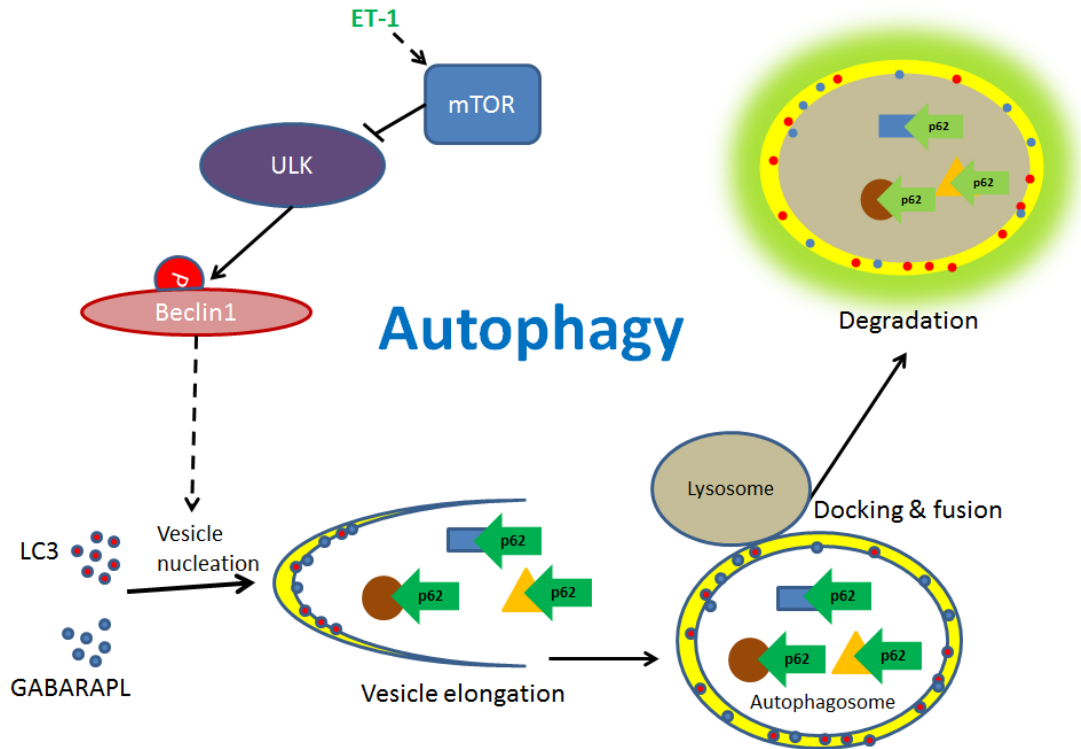 ET-1
mTOR
ULK
P
Beclin1
Autophagy
p62
p62
p62
Degradation
Lysosome
Docking & fusion
LC3
Vesicle
nucleation
GABARAPL
p62
p62
p62
Vesicle elongation
p62
p62
p62
Autophagosome